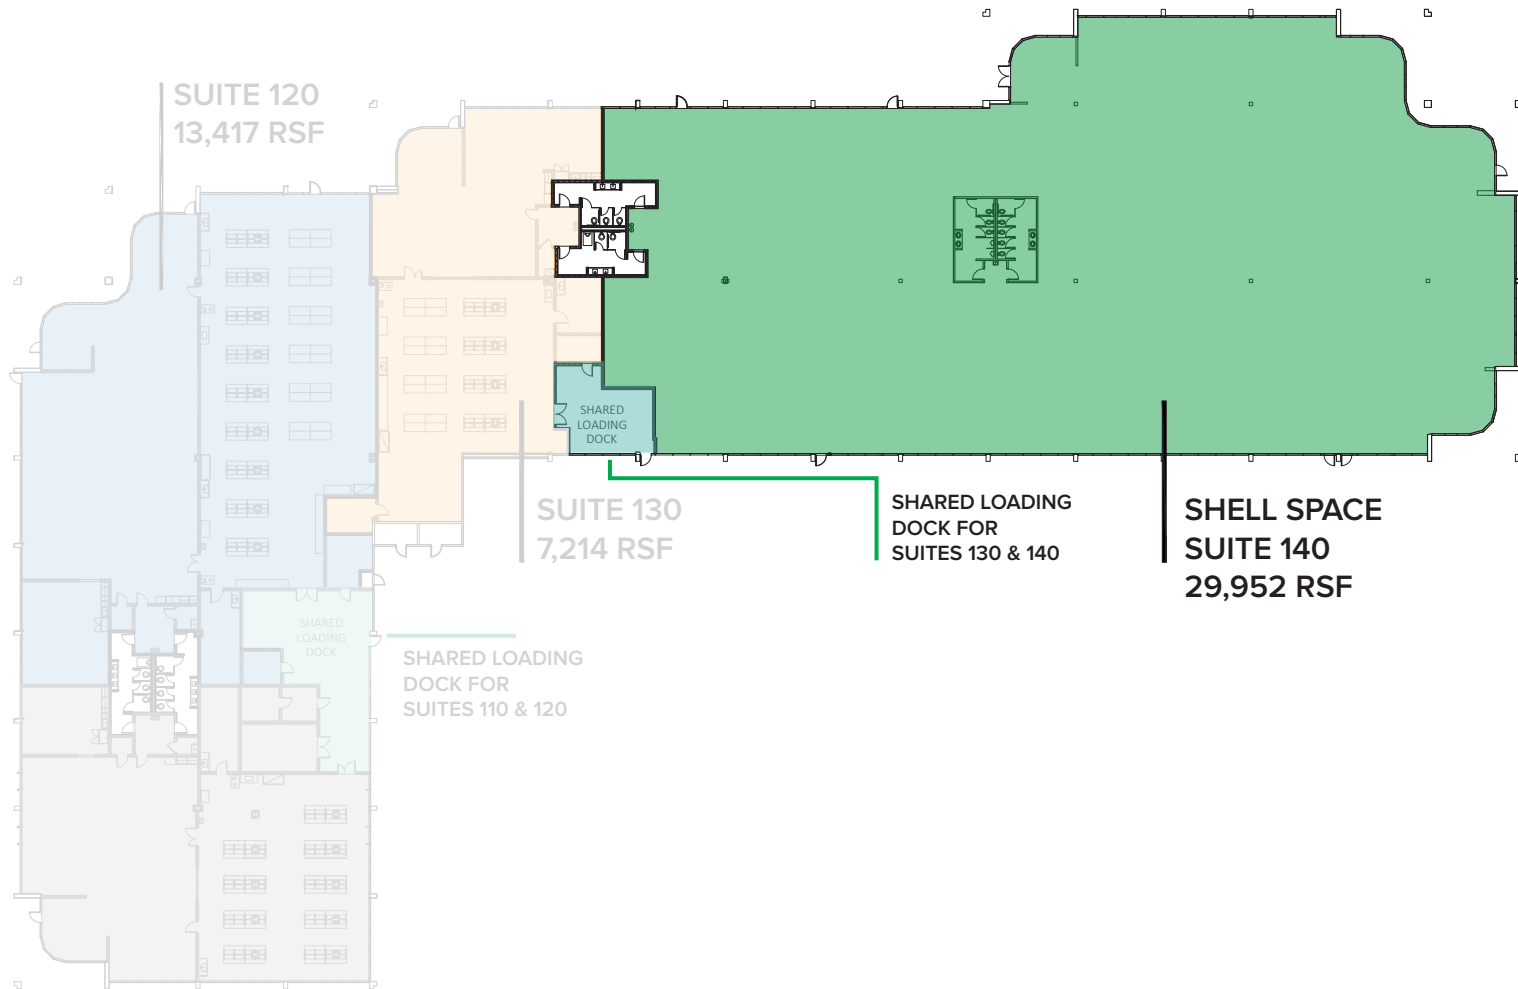 SUITE 120
13,417 RSF
SHARED
LOADING
DOCK
SUITE 130
7,214 RSF
SHARED LOADING
DOCK FOR
SUITES 130 & 140
SHELL SPACE
SUITE 140
29,952 RSF
SHARED
LOADING
DOCK
SHARED LOADING
DOCK FOR
SUITES 110 & 120